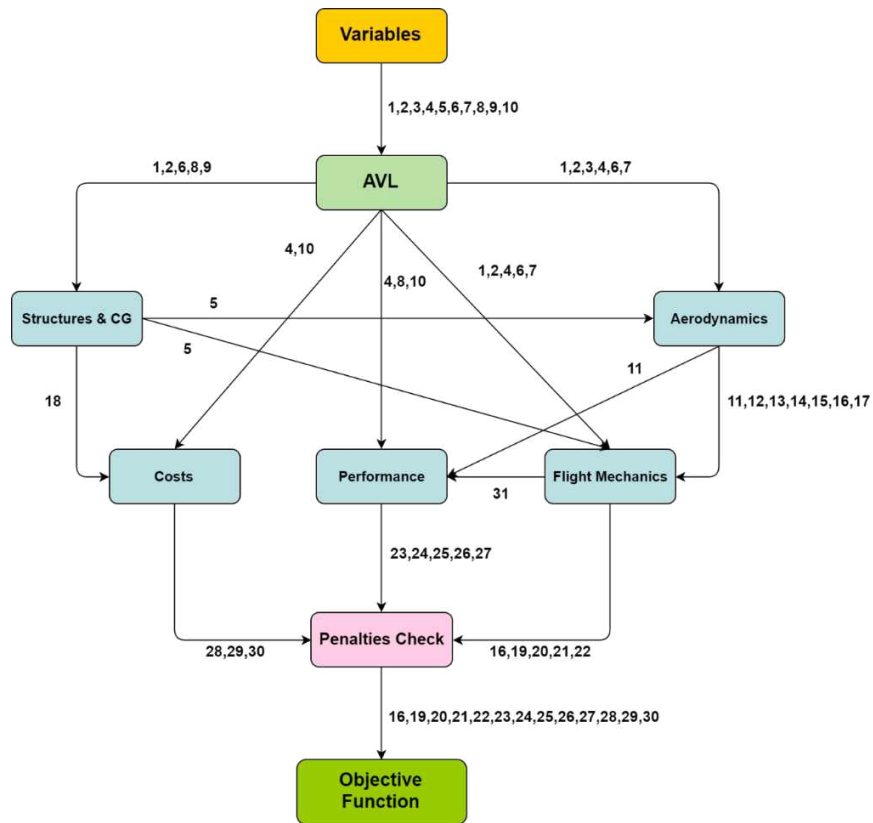 Variables
1,2,3,4,5,6,7,8,9,10
1,2,6,8,9
AVL
1,2,3,4,6,7
4,10
4,8,10
1,2,4,6,7
Structures & CG
5
Aerodynamics
5
11
18
11,12,13,14,15,16,17
Costs
Performance
31
Flight Mechanics
23,24,25,26,27
28,29,30
Penalties Check
16,19,20,21,22
16,19,20,21,22,23,24,25,26,27,28,29,30
Objective
Function